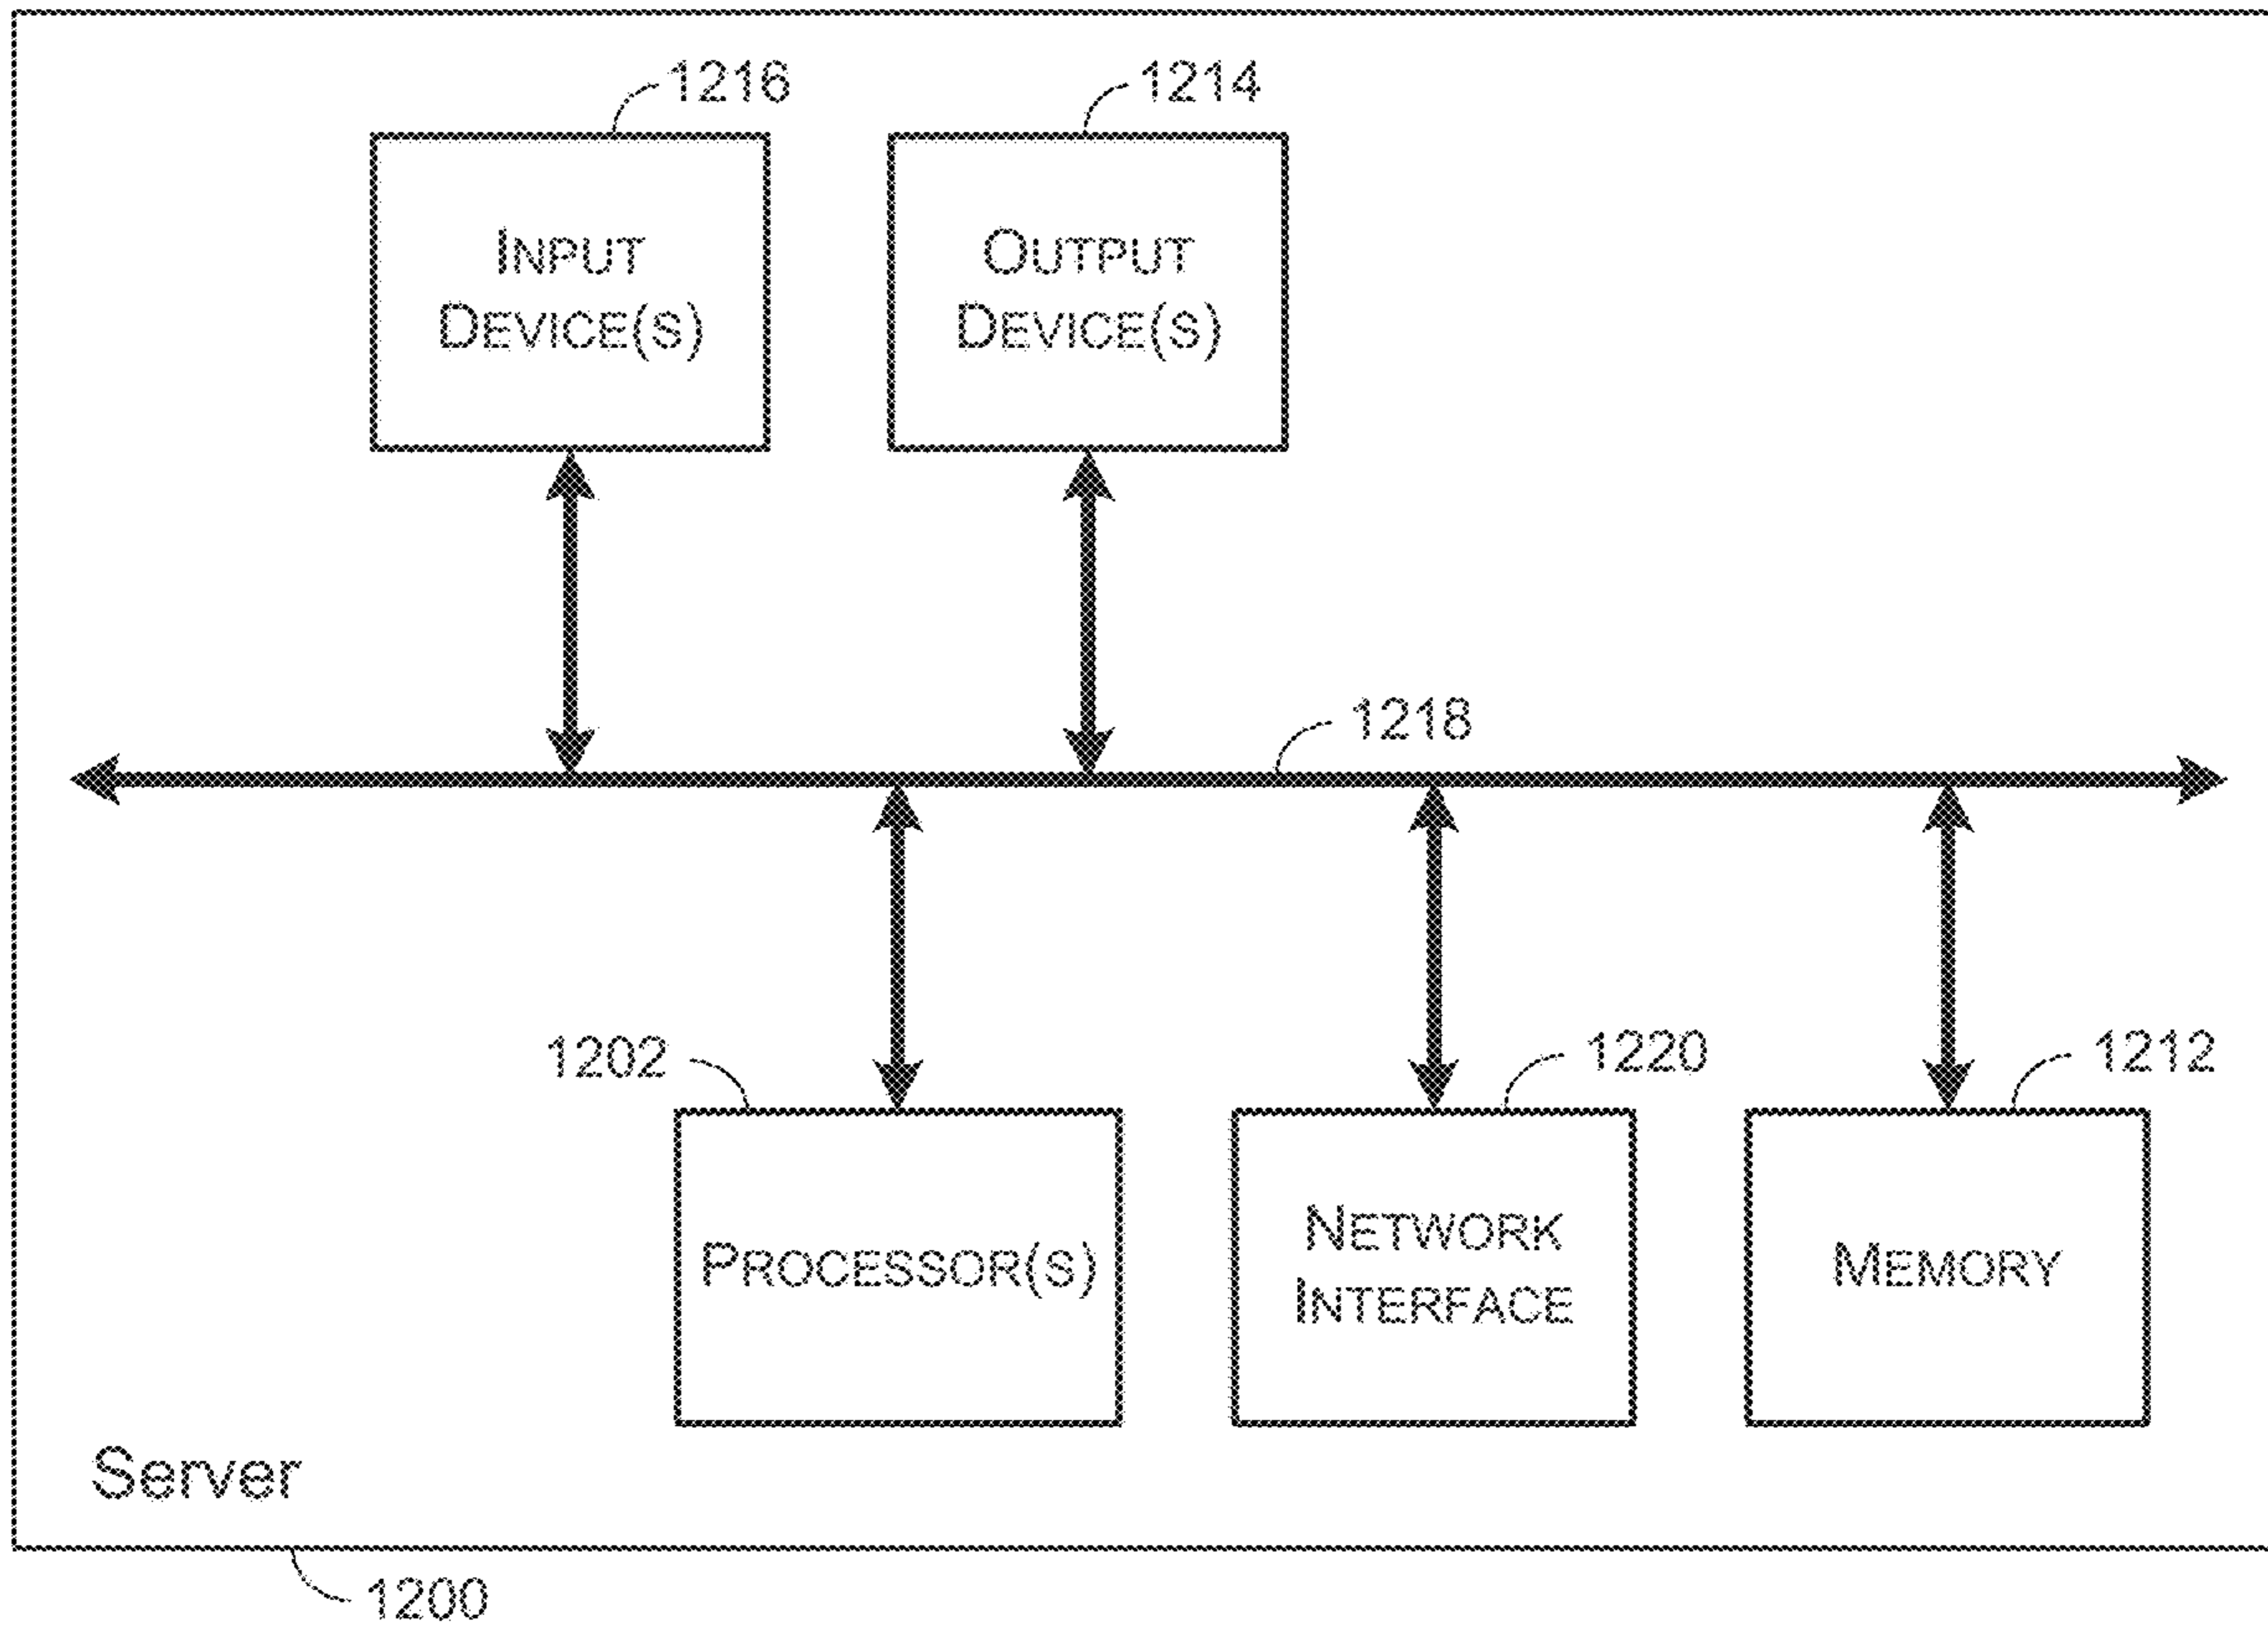 1216
1214
INPUT
DEVICE(S)
OUTPUT
DEVICE(S)
1218
1202
1220
1212
PROCESSOR(S)
NETWORK
INTERFACE
MEMORY
Server
1200